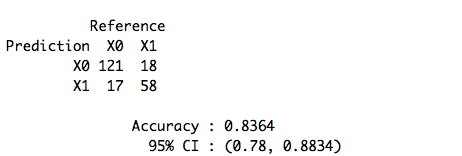 Reference
Prediction X0 X1
X0 121 18
X1 17 58
Accuracy : 0.8364
95% CI : (0.78, 0.8834)